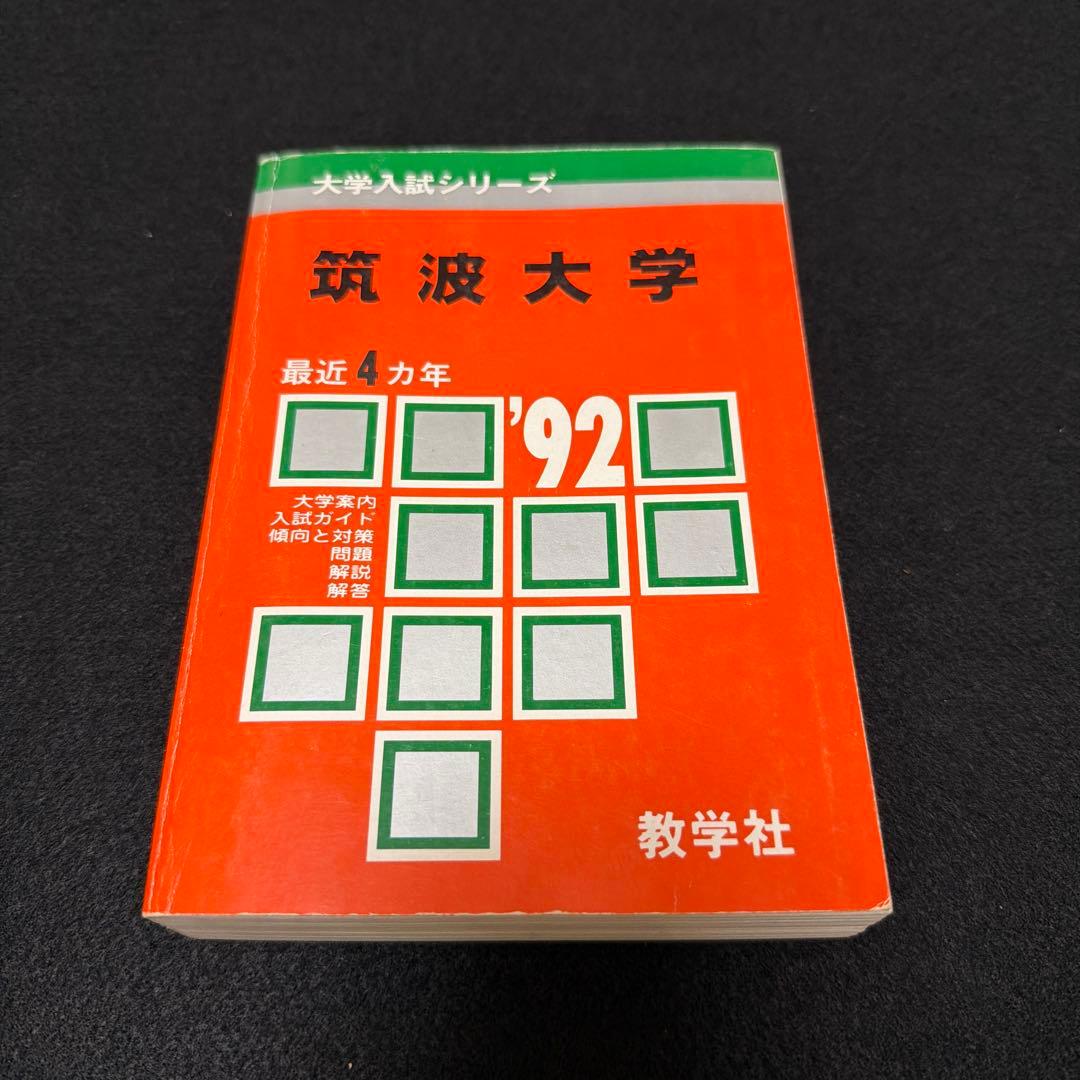 大学入試シリーズ
筑波大学
最近4カ年
'92
大学案内
入試ガイド
傾向と対策
問題
解説
解答
教学社